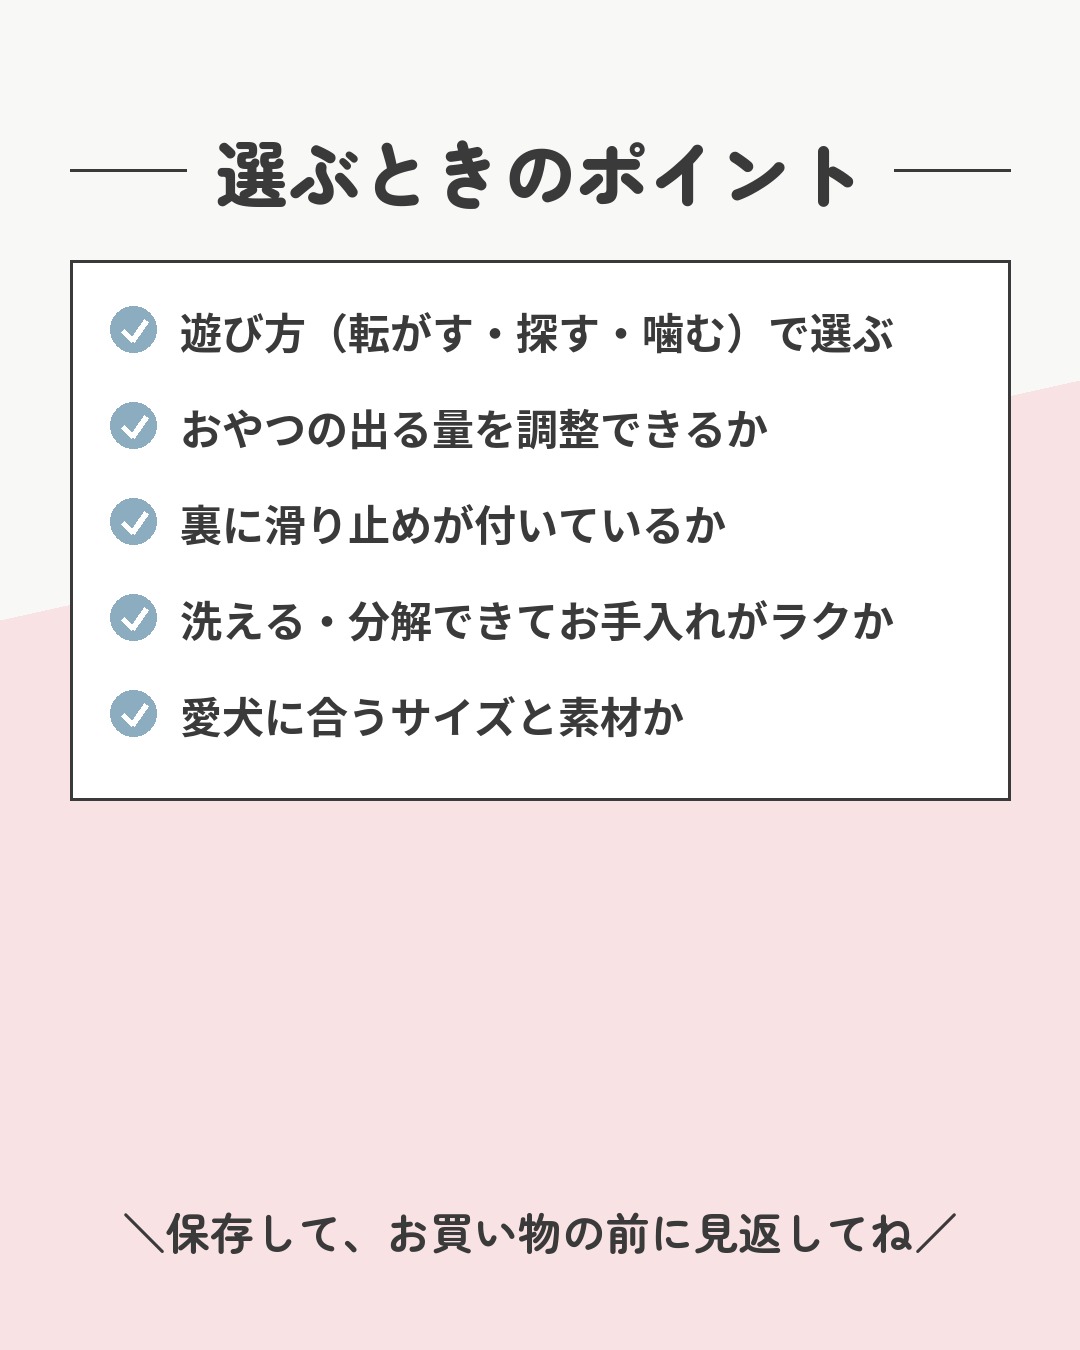 選ぶときのポイント
遊び方（転がす・探す・噛む）で選ぶ
おやつの出る量を調整できるか
裏に滑り止めが付いているか
洗える・分解できてお手入れがラクか
愛犬に合うサイズと素材か
＼保存して、お買い物の前に見返してね／